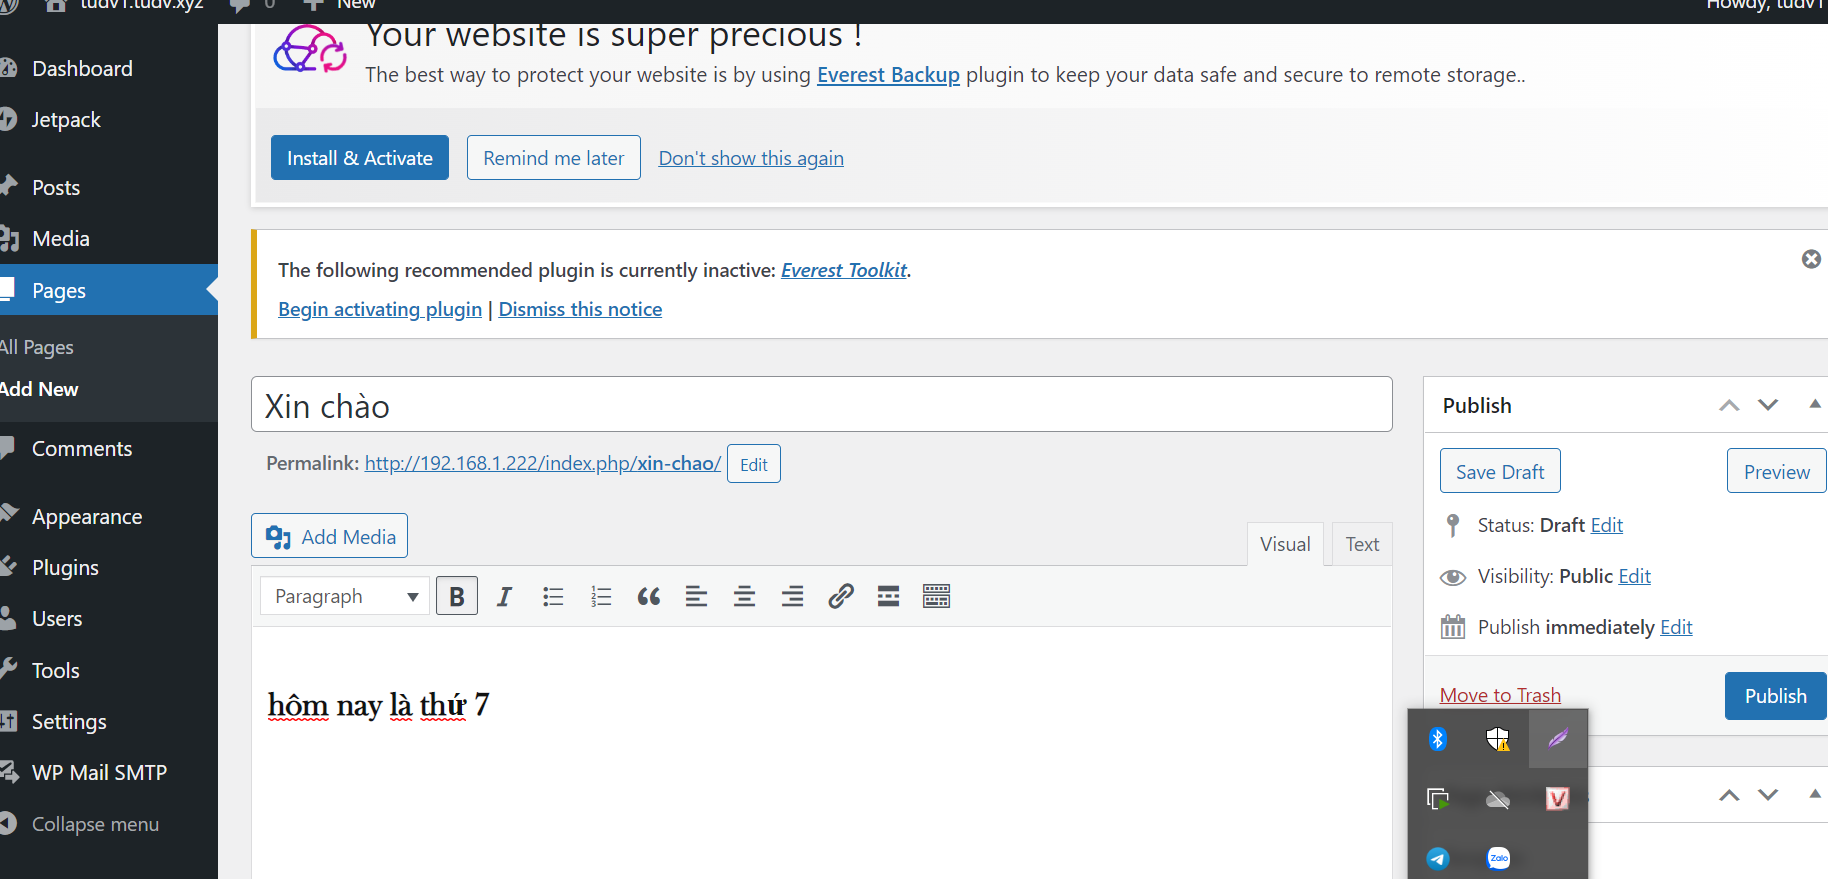 tudv1.tudv.xyz 0 New Howdy, tudv1
Your website is super precious !
The best way to protect your website is by using Everest Backup plugin to keep your data safe and secure to remote storage..
Install & Activate Remind me later Don't show this again
Dashboard
Jetpack
Posts
Media
Pages
All Pages
Add New
Comments
Appearance
Plugins
Users
Tools
Settings
WP Mail SMTP
Collapse menu
The following recommended plugin is currently inactive: Everest Toolkit.
Begin activating plugin | Dismiss this notice
Xin chào
Permalink: http://192.168.1.222/index.php/xin-chao/ Edit
Add Media
Visual Text
Paragraph B I
hôm nay là thứ 7
Publish
Save Draft Preview
Status: Draft Edit
Visibility: Public Edit
Publish immediately Edit
Move to Trash Publish
Zalo